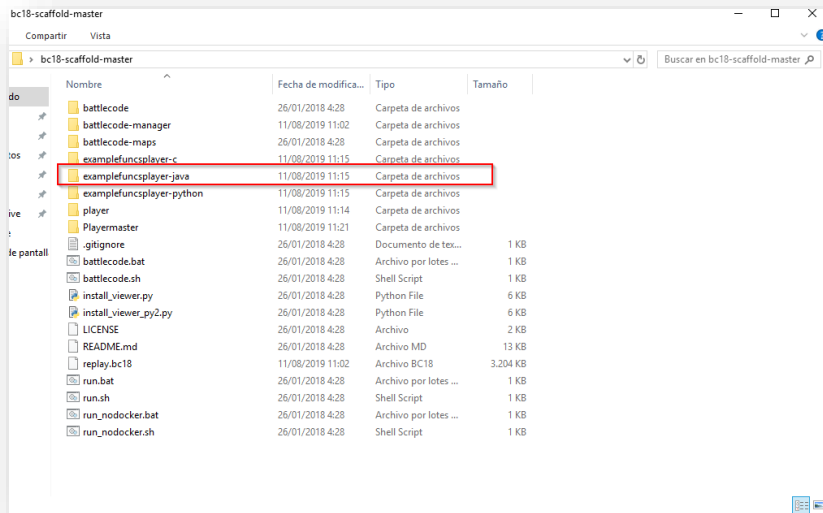 bc18-scaffold-master
Compartir Vista
bc18-scaffold-master Buscar en bc18-scaffold-master
Nombre Fecha de modifica... Tipo Tamaño
do
battlecode 26/01/2018 4:28 Carpeta de archivos
battlecode-manager 11/08/2019 11:02 Carpeta de archivos
battlecode-maps 26/01/2018 4:28 Carpeta de archivos
tos examplefuncsplayer-c 11/08/2019 11:15 Carpeta de archivos
examplefuncsplayer-java 11/08/2019 11:15 Carpeta de archivos
examplefuncsplayer-python 11/08/2019 11:15 Carpeta de archivos
ive player 11/08/2019 11:14 Carpeta de archivos
Playermaster 11/08/2019 11:21 Carpeta de archivos
de pantall .gitignore 26/01/2018 4:28 Documento de tex... 1 KB
battlecode.bat 26/01/2018 4:28 Archivo por lotes ... 1 KB
battlecode.sh 26/01/2018 4:28 Shell Script 1 KB
install_viewer.py 26/01/2018 4:28 Python File 6 KB
install_viewer_py2.py 26/01/2018 4:28 Python File 6 KB
LICENSE 26/01/2018 4:28 Archivo 2 KB
README.md 26/01/2018 4:28 Archivo MD 13 KB
replay.bc18 11/08/2019 11:02 Archivo BC18 3.204 KB
run.bat 26/01/2018 4:28 Archivo por lotes ... 1 KB
run.sh 26/01/2018 4:28 Shell Script 1 KB
run_nodocker.bat 26/01/2018 4:28 Archivo por lotes ... 1 KB
run_nodocker.sh 26/01/2018 4:28 Shell Script 1 KB